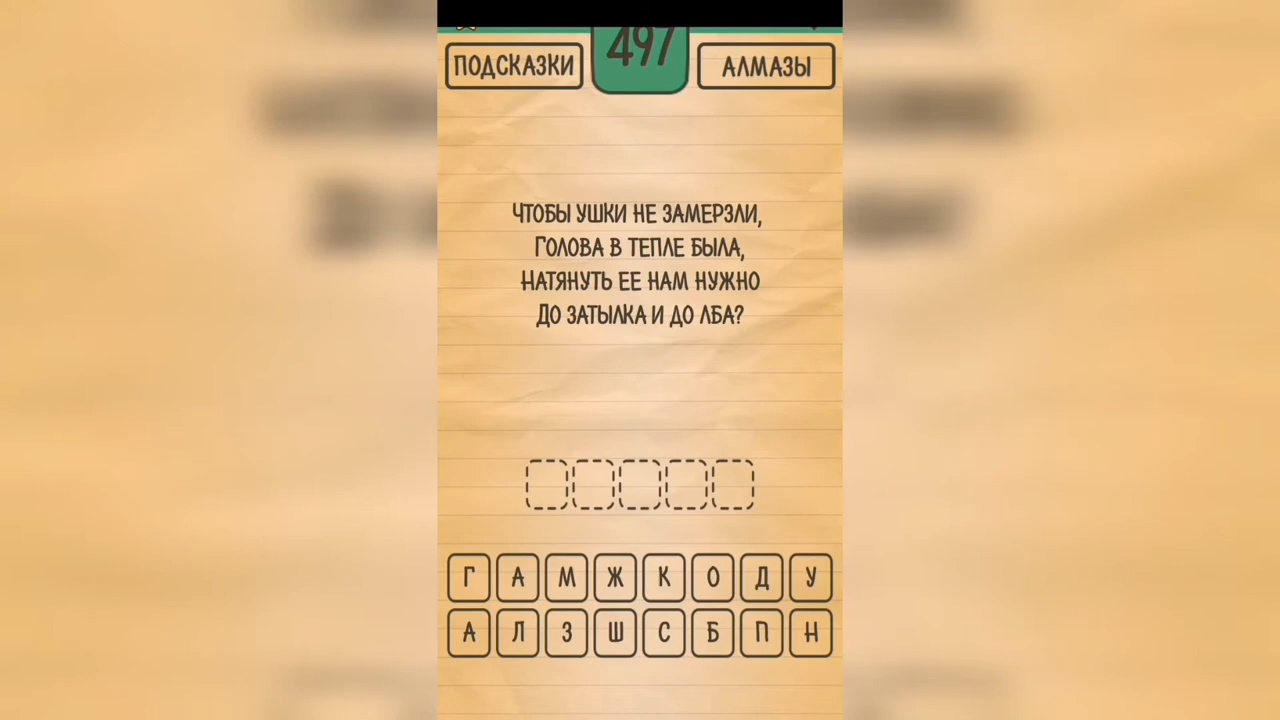 497
ПОДСКАЗКИ
АЛМАЗЫ
ЧТОБЫ УШКИ НЕ ЗАМЕРЗЛИ,
ГОЛОВА В ТЕПЛЕ БЫЛА,
НАТЯНУТЬ ЕЕ НАМ НУЖНО
ДО ЗАТЫЛКА И ДО ЛБА?
Г А М Ж К О Д У
А Л З Ш С Б П Н